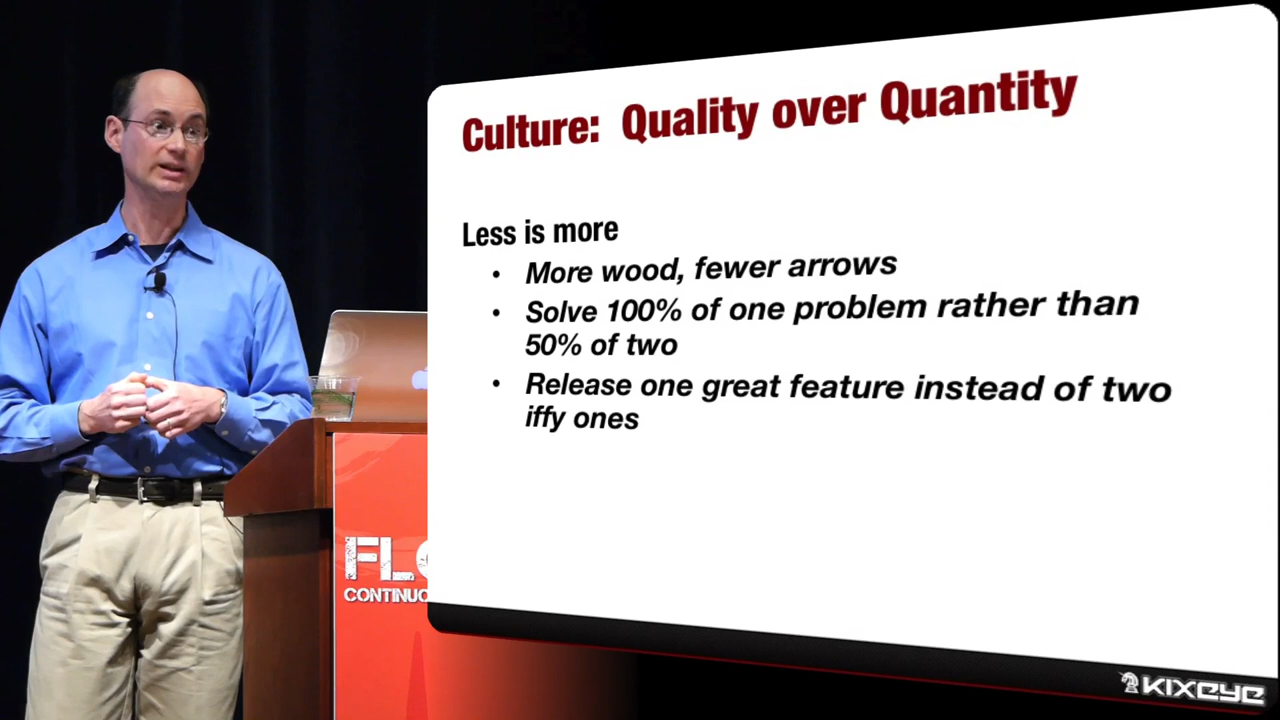 Culture: Quality over Quantity
Less is more
• More wood, fewer arrows
• Solve 100% of one problem rather than
50% of two
• Release one great feature instead of two
iffy ones
FL
CONTINUO
KIXEYE